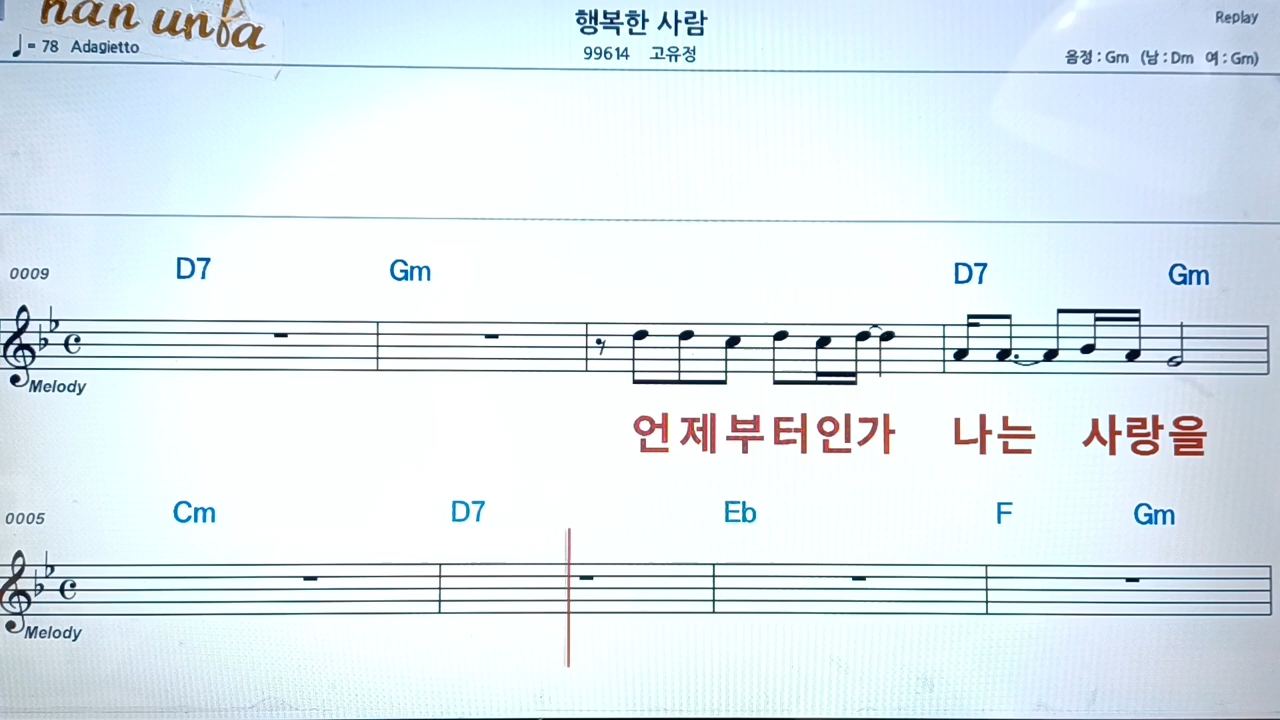 han unfa
행복한 사람
Replay
♩= 78 Adagietto
99614 고유정
음정 : Gm (남 : Dm 여 : Gm)
0009 D7 Gm D7 Gm
Melody
언제부터인가 나는 사랑을
0005 Cm D7 Eb F Gm
Melody